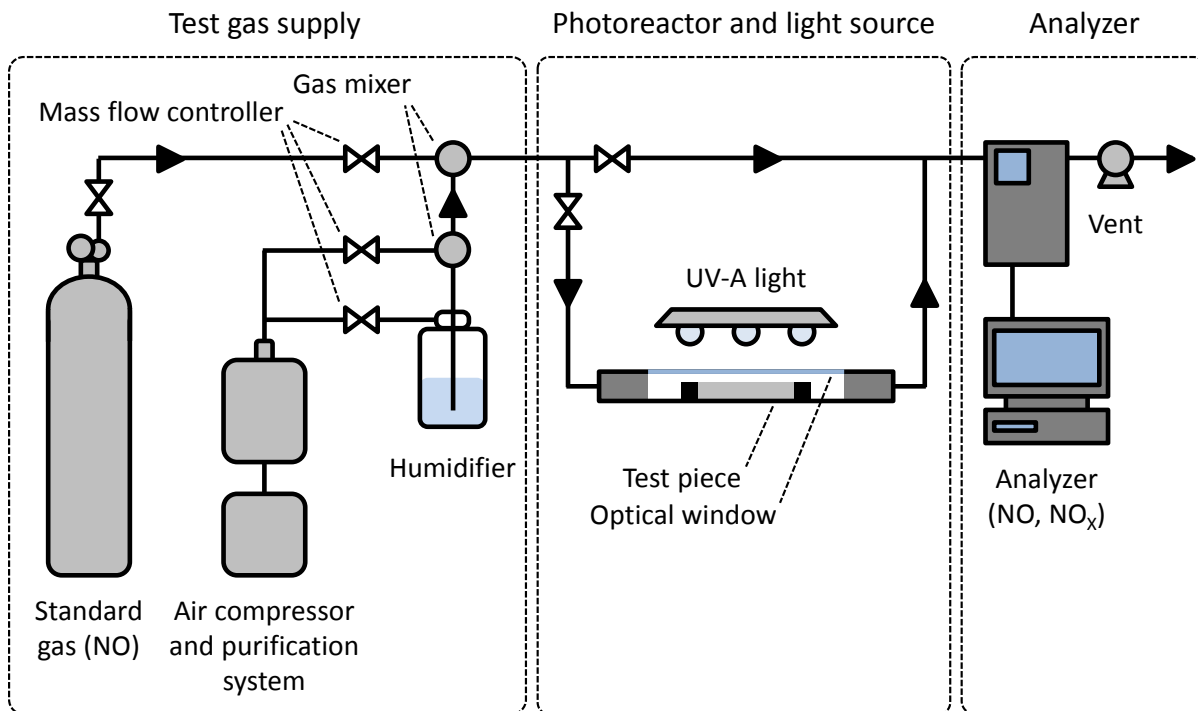 Test gas supply
Photoreactor and light source
Analyzer
Gas mixer
Mass flow controller
Vent
UV-A light
Humidifier
Test piece
Optical window
Analyzer
(NO, NOₓ)
Standard
gas (NO)
Air compressor
and purification
system